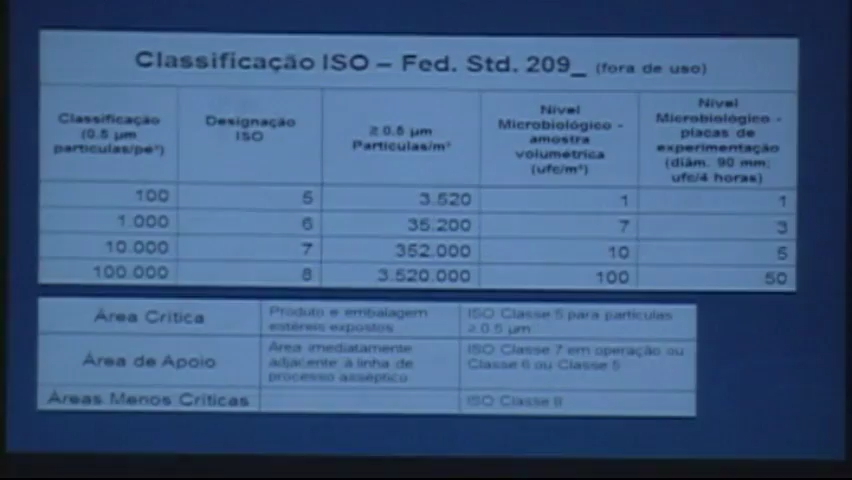 Classificação ISO – Fed. Std. 209_ (fora de uso)
Classificação
(0.5 µm
partículas/pe³)
Designação
ISO
≥ 0.5 µm
Partículas/m³
Nível
Microbiológico -
amostra
volumétrica
(ufc/m³)
Nível
Microbiológico -
placas de
experimentação
(diâm. 90 mm;
ufc/4 horas)
100 5 3.520 1 1
1.000 6 35.200 7 3
10.000 7 352.000 10 5
100.000 8 3.520.000 100 50
Área Crítica
Produto e embalagem
estéreis expostos
ISO Classe 5 para partículas
≥ 0.5 µm
Área de Apoio
Área imediatamente
adjacente à linha de
processo asséptico
ISO Classe 7 em operação ou
Classe 6 ou Classe 5
Áreas Menos Críticas
ISO Classe 8